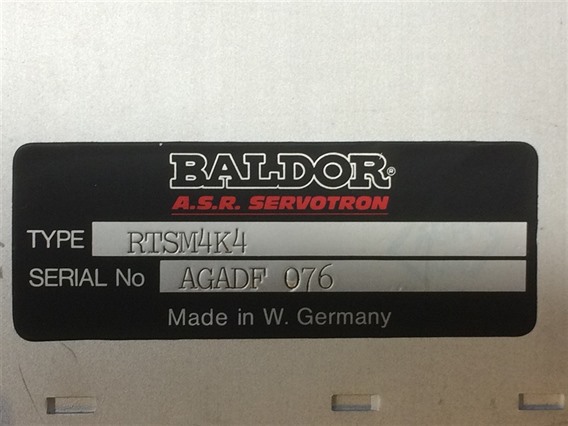 BALDOR®
A.S.R. SERVOTRON
TYPE RTSM4K4
SERIAL No AGADF 076
Made in W. Germany